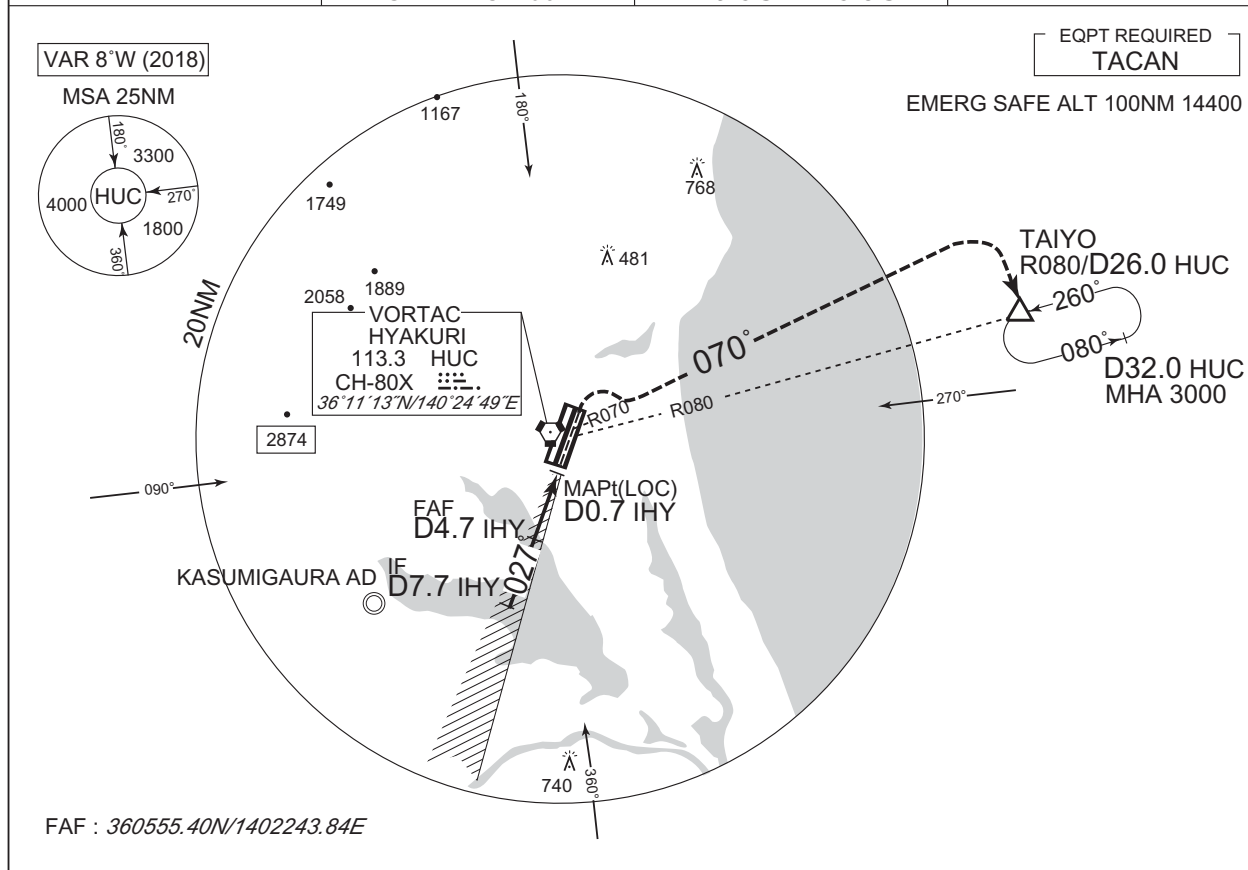 VAR 8°W (2018)
MSA 25NM
180°
3300
HUC
270°
4000
1800
360°
EQPT REQUIRED
TACAN
EMERG SAFE ALT 100NM 14400
180°
1167
1749
768
481
1889
2058
20NM
VORTAC
HYAKURI
113.3 HUC
CH-80X
36°11´13˝N/140°24´49˝E
TAIYO
R080/D26.0 HUC
260°
080°
D32.0 HUC
MHA 3000
070°
R070
R080
270°
2874
090°
MAPt(LOC)
D0.7 IHY
FAF
D4.7 IHY
027°
KASUMIGAURA AD
IF
D7.7 IHY
740
360°
FAF : 360555.40N/1402243.84E